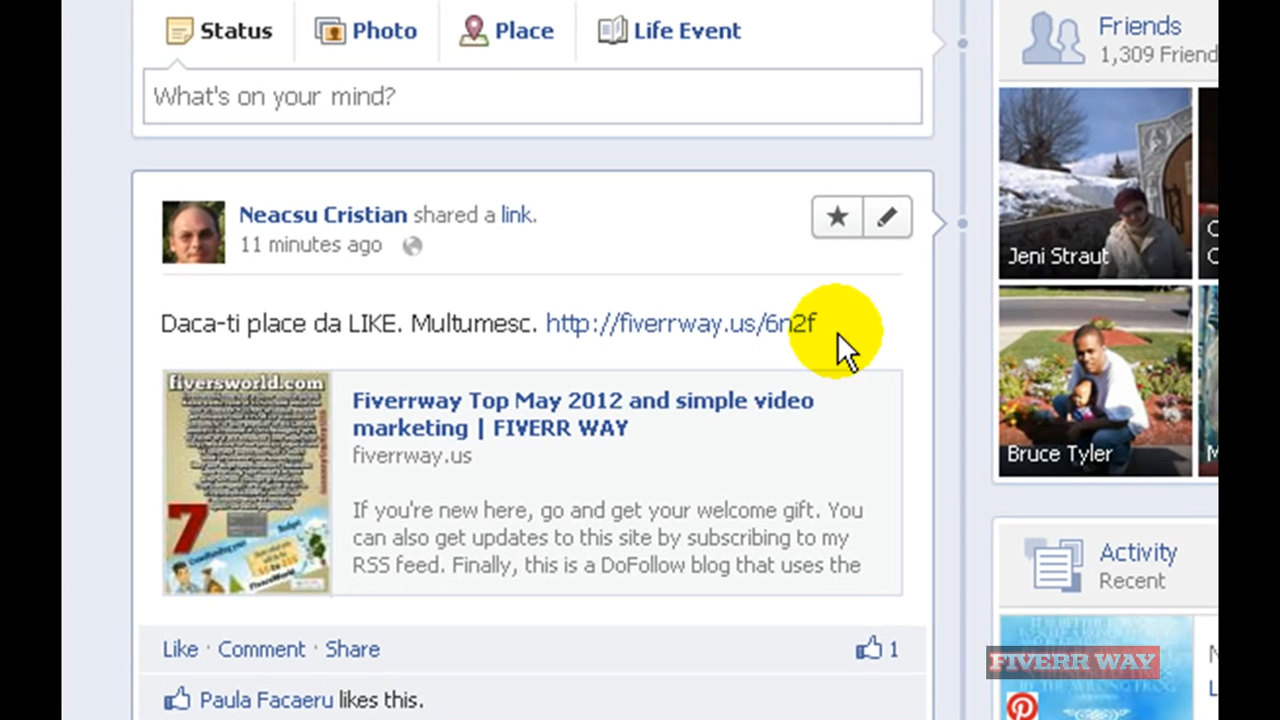 Status
Photo
Place
Life Event
What's on your mind?
Neacsu Cristian shared a link.
11 minutes ago
Daca-ti place da LIKE. Multumesc. http://fiverrway.us/6n2f
fiversworld.com
7
Fiverrway Top May 2012 and simple video
marketing | FIVERR WAY
fiverrway.us
If you're new here, go and get your welcome gift. You
can also get updates to this site by subscribing to my
RSS feed. Finally, this is a DoFollow blog that uses the
Like · Comment · Share
1
Paula Facaeru likes this.
Friends
1,309 Friend
Jeni Straut
Bruce Tyler
Activity
Recent
FIVERR WAY